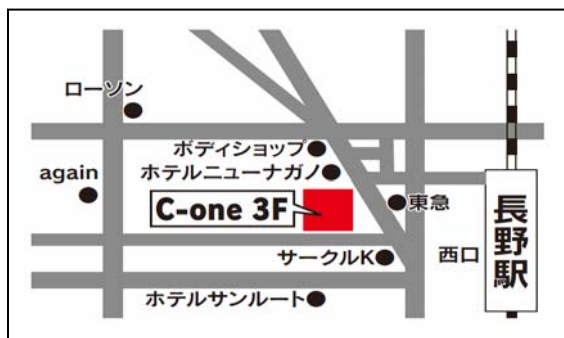 ローソン
ボディショップ
again
ホテルニューナガノ
C-one 3F
東急
長野駅
西口
サークルK
ホテルサンルート